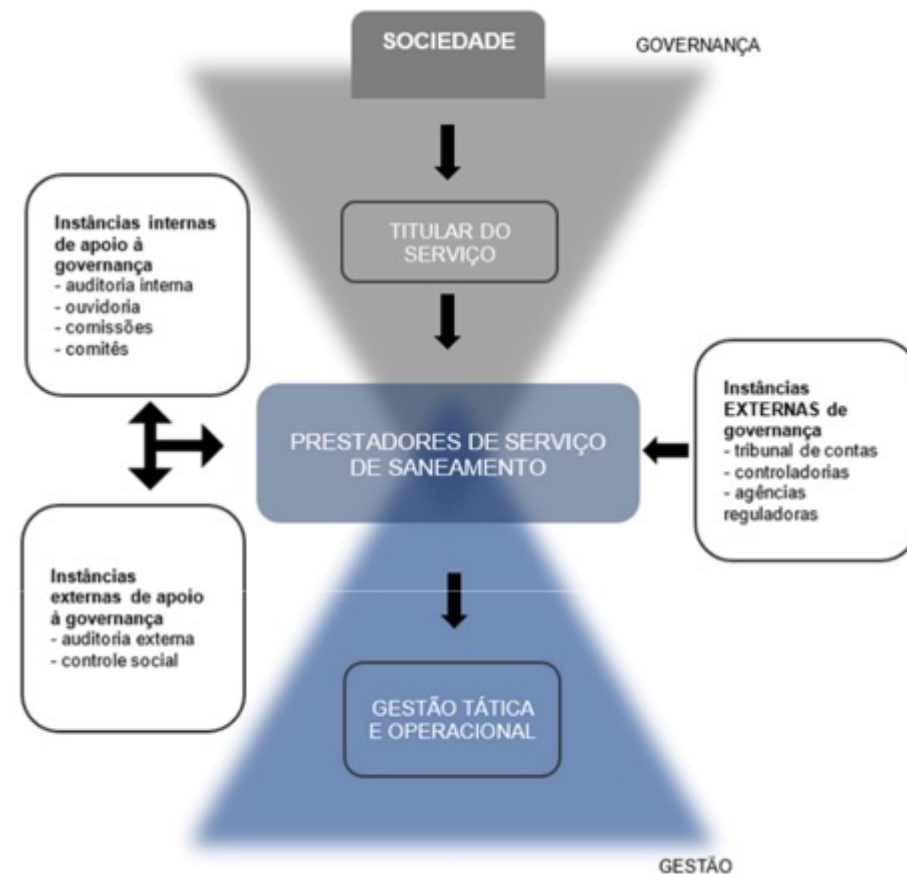 SOCIEDADE
GOVERNANÇA
TITULAR DO
SERVIÇO
Instâncias internas
de apoio à
governança
- auditoria interna
- ouvidoria
- comissões
- comitês
PRESTADORES DE SERVIÇO
DE SANEAMENTO
Instâncias
EXTERNAS de
governança
- tribunal de contas
- controladorias
- agências
reguladoras
Instâncias
externas de apoio
à governança
- auditoria externa
- controle social
GESTÃO TÁTICA
E OPERACIONAL
GESTÃO